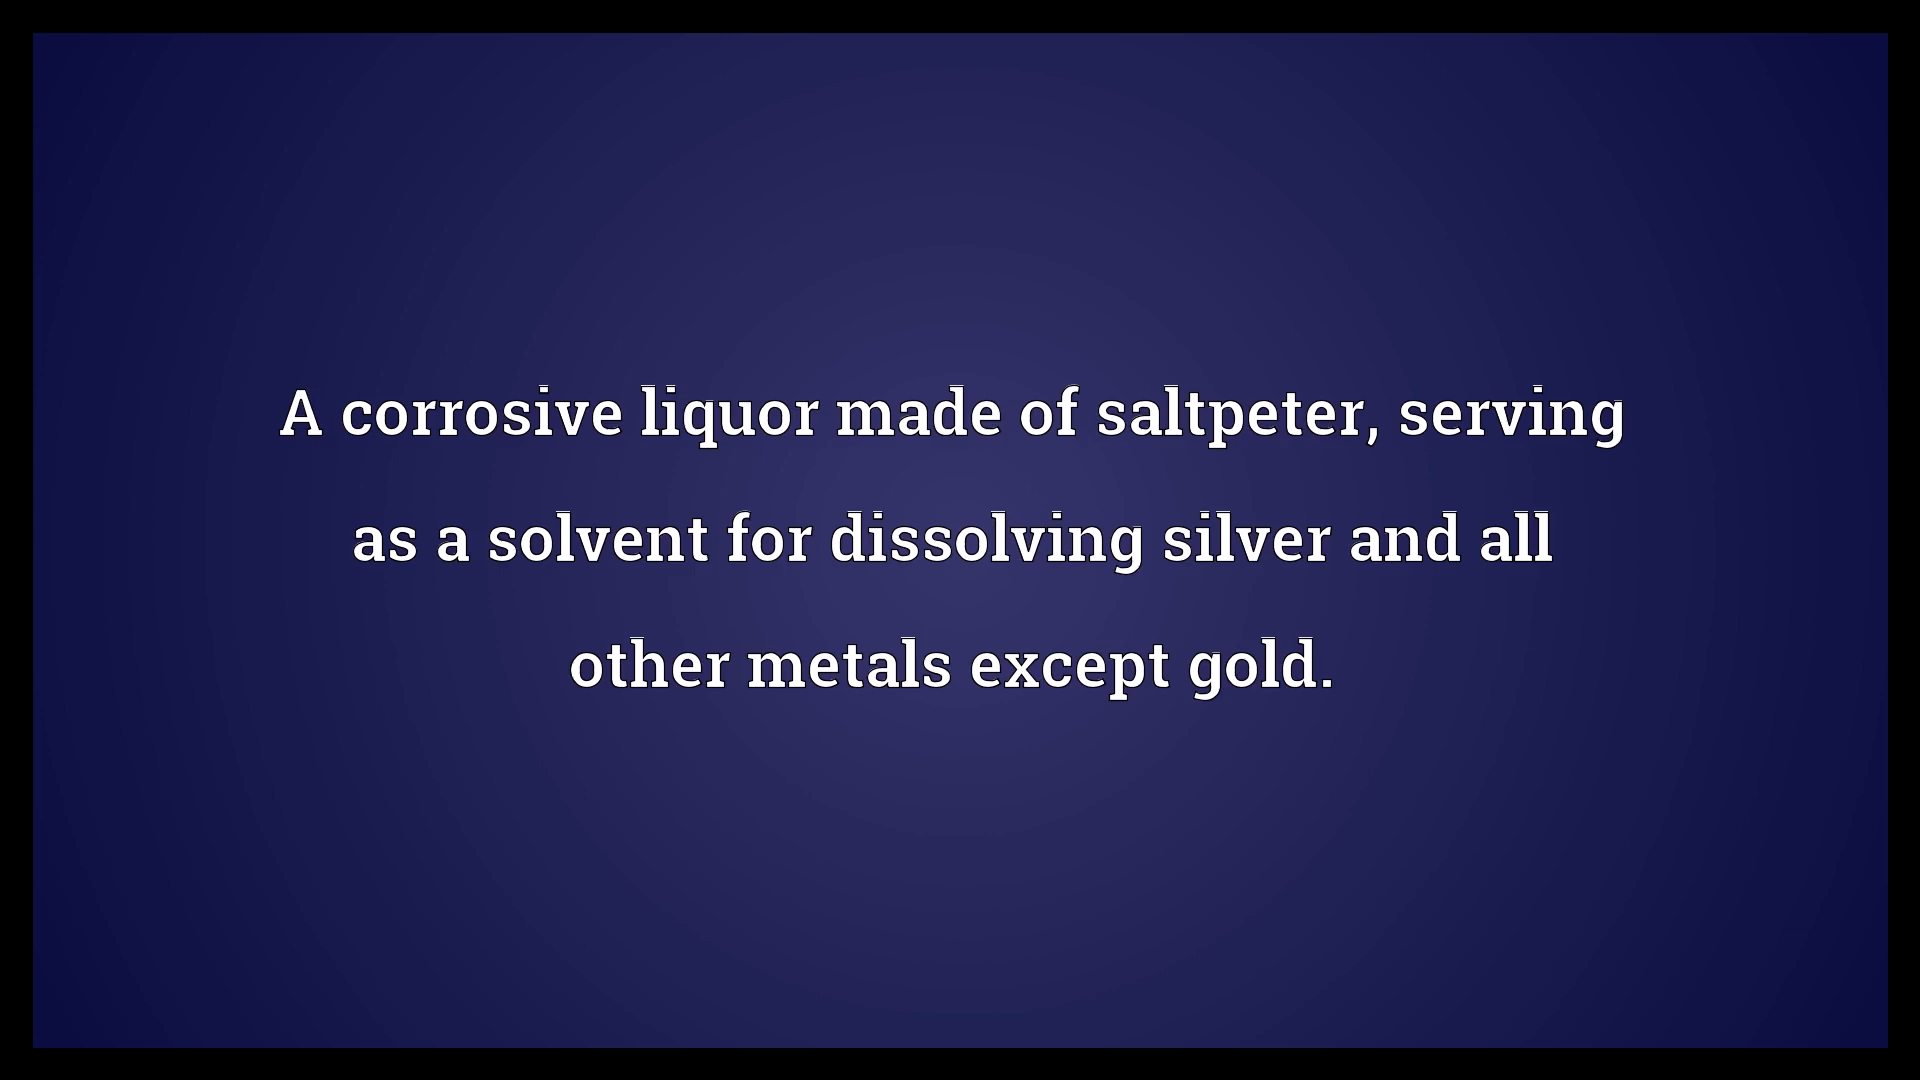 A corrosive liquor made of saltpeter, serving
as a solvent for dissolving silver and all
other metals except gold.